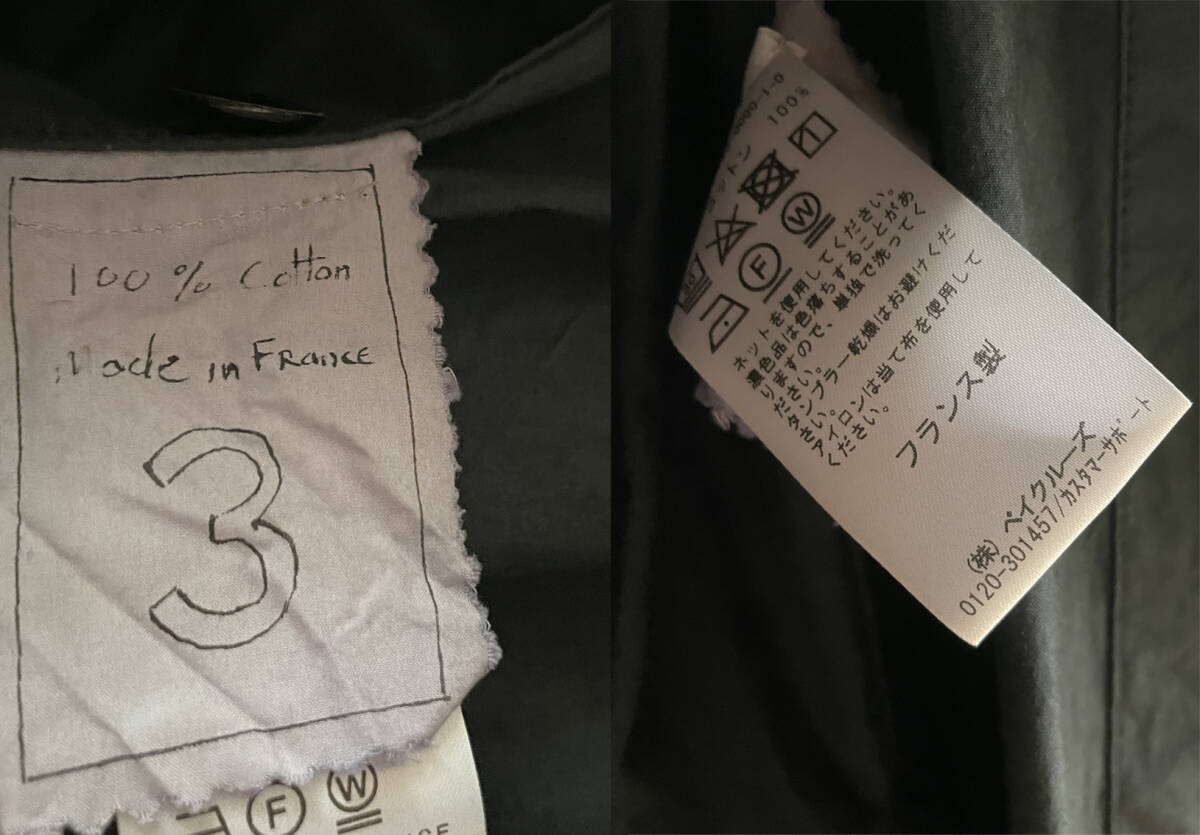 100% Cotton
Made in France
3
F W
コットン 100%
W
F
ネットを使用してください。
濃色品は色落ちすることがあ
りますので、単独で洗ってく
ださい。
タンブラー乾燥はお避けくだ
さい。
アイロンは当て布を使用して
ください。
フランス製
(株) ベイクルーズ
0120-301457/カスタマーサポート